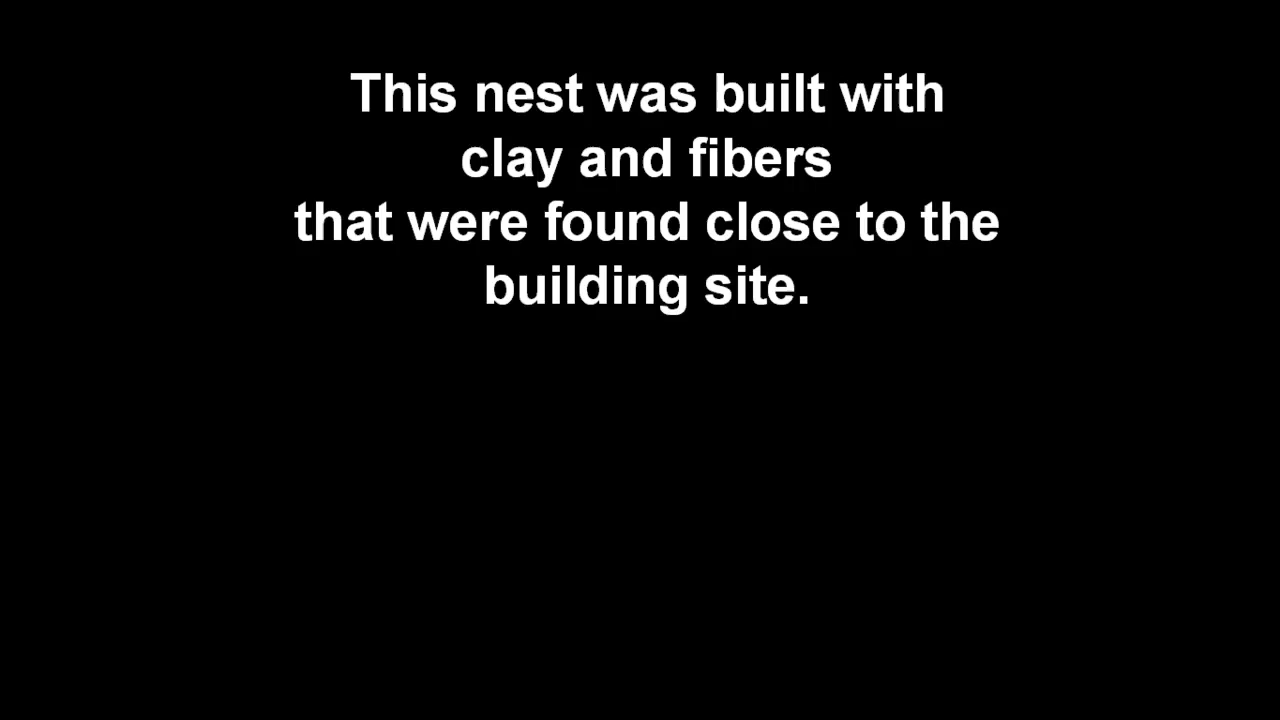 This nest was built with
clay and fibers
that were found close to the
building site.